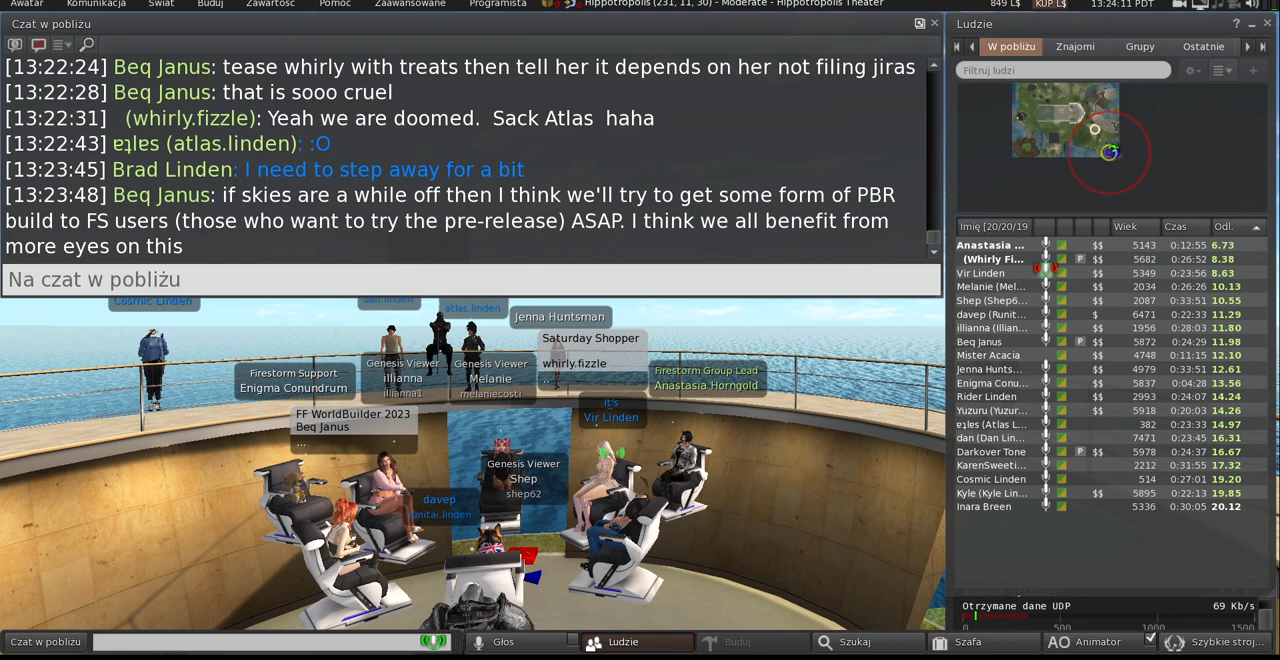 Awatar Komunikacja Świat Buduj Zawartość Pomoc Zaawansowane Programista Hippotropolis (231, 11, 30) - Moderate - Hippotropolis Theater 849 L$ KUP L$ 13:24:11 PDT
Czat w pobliżu
[13:22:24] Beq Janus: tease whirly with treats then tell her it depends on her not filing jiras
[13:22:28] Beq Janus: that is sooo cruel
[13:22:31] (whirly.fizzle): Yeah we are doomed. Sack Atlas haha
[13:22:43] ɐʇlɐs (atlas.linden): :O
[13:23:45] Brad Linden: I need to step away for a bit
[13:23:48] Beq Janus: if skies are a while off then I think we'll try to get some form of PBR
build to FS users (those who want to try the pre-release) ASAP. I think we all benefit from
more eyes on this
Na czat w pobliżu
Cosmic Linden
atlas.linden
Jenna Huntsman
Saturday Shopper
whirly.fizzle
Firestorm Support
Enigma Conundrum
Genesis Viewer
illianna
illianna1
Genesis Viewer
Melanie
melaniecosti
Firestorm Group Lead
Anastasia Horngold
FF WorldBuilder 2023
Beq Janus
...
It's
Vir Linden
Genesis Viewer
Shep
shep62
davep
Ludzie
W pobliżu Znajomi Grupy Ostatnie
Filtruj ludzi
Imię [20/20/19 Wiek Czas Odl.
Anastasia ... $$ 5143 0:12:55 6.73
(Whirly Fi... P $$ 5682 0:26:52 8.38
Vir Linden $$ 5349 0:23:56 8.63
Melanie (Mel... $$ 2034 0:26:26 10.13
Shep (Shep6... $$ 2087 0:33:51 10.55
davep (Runit... $ 6471 0:22:33 11.29
illianna (Illian... $$ 1956 0:28:03 11.80
Beq Janus P $$ 5872 0:24:29 11.98
Mister Acacia $$ 4748 0:11:15 12.10
Jenna Hunts... $$ 4979 0:33:51 12.61
Enigma Conu... $$ 5837 0:04:28 13.56
Rider Linden $$ 2993 0:24:07 14.24
Yuzuru (Yuzur... $$ 5918 0:20:03 14.26
ɐʇlɐs (Atlas L... 382 0:23:33 14.97
dan (Dan Lin... 7471 0:23:45 16.31
Darkover Tone P $$ 5978 0:24:37 16.67
KarenSweeti... 2212 0:31:55 17.32
Cosmic Linden 514 0:27:01 19.20
Kyle (Kyle Lin... $$ 5895 0:22:13 19.85
Inara Breen 5336 0:30:05 20.12
Otrzymane dane UDP 69 Kb/s
0 500 1000 1500
Czat w pobliżu Głos Ludzie Buduj Szukaj Szafa AO Animator Szybkie stroj...